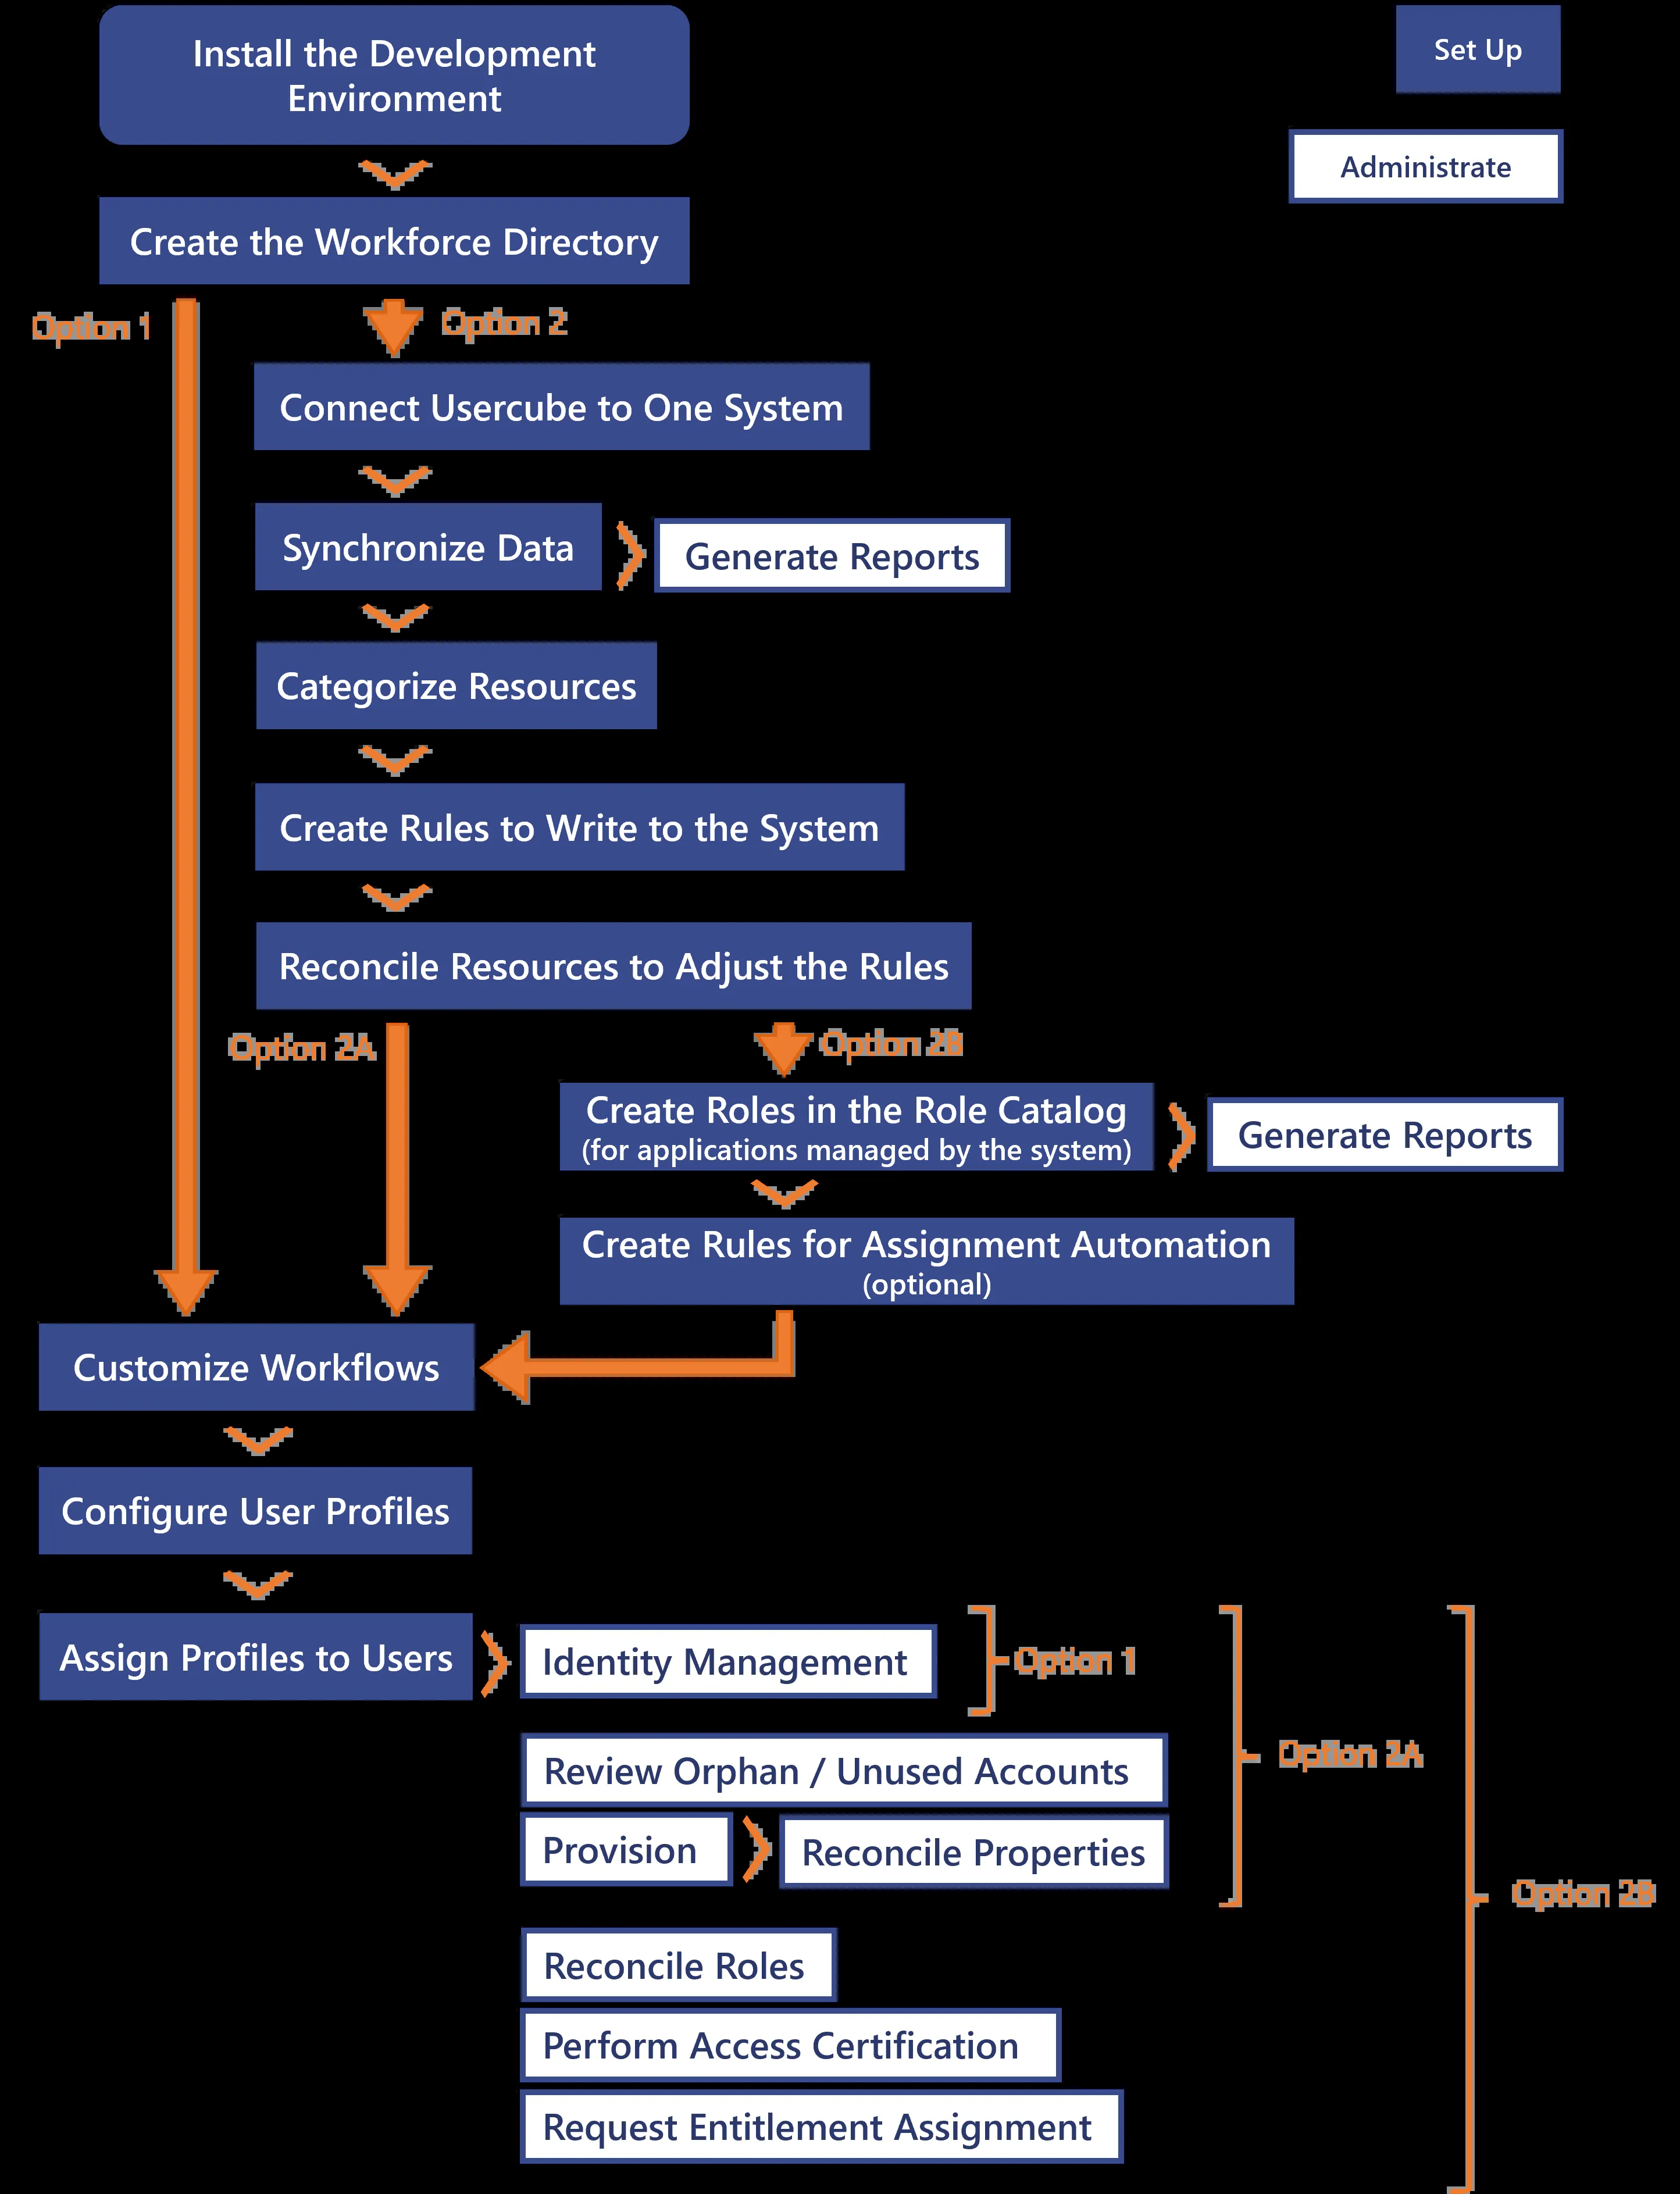 Install the Development
Environment
Set Up
Administrate
Create the Workforce Directory
Option 1
Option 2
Connect Usercube to One System
Synchronize Data
Generate Reports
Categorize Resources
Create Rules to Write to the System
Reconcile Resources to Adjust the Rules
Option 2A
Option 2B
Create Roles in the Role Catalog
(for applications managed by the system)
Generate Reports
Create Rules for Assignment Automation
(optional)
Customize Workflows
Configure User Profiles
Assign Profiles to Users
Identity Management
Option 1
Review Orphan / Unused Accounts
Option 2A
Provision
Reconcile Properties
Option 2B
Reconcile Roles
Perform Access Certification
Request Entitlement Assignment